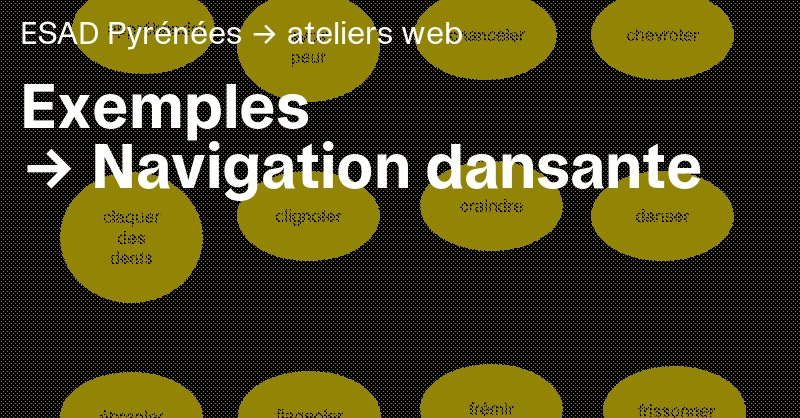 ESAD Pyrénées → ateliers web
peur
chanceler
chevroter
Exemples
→ Navigation dansante
claquer
des
dents
clignoter
craindre
danser
ébranler
flageoler
frémir
frissonner